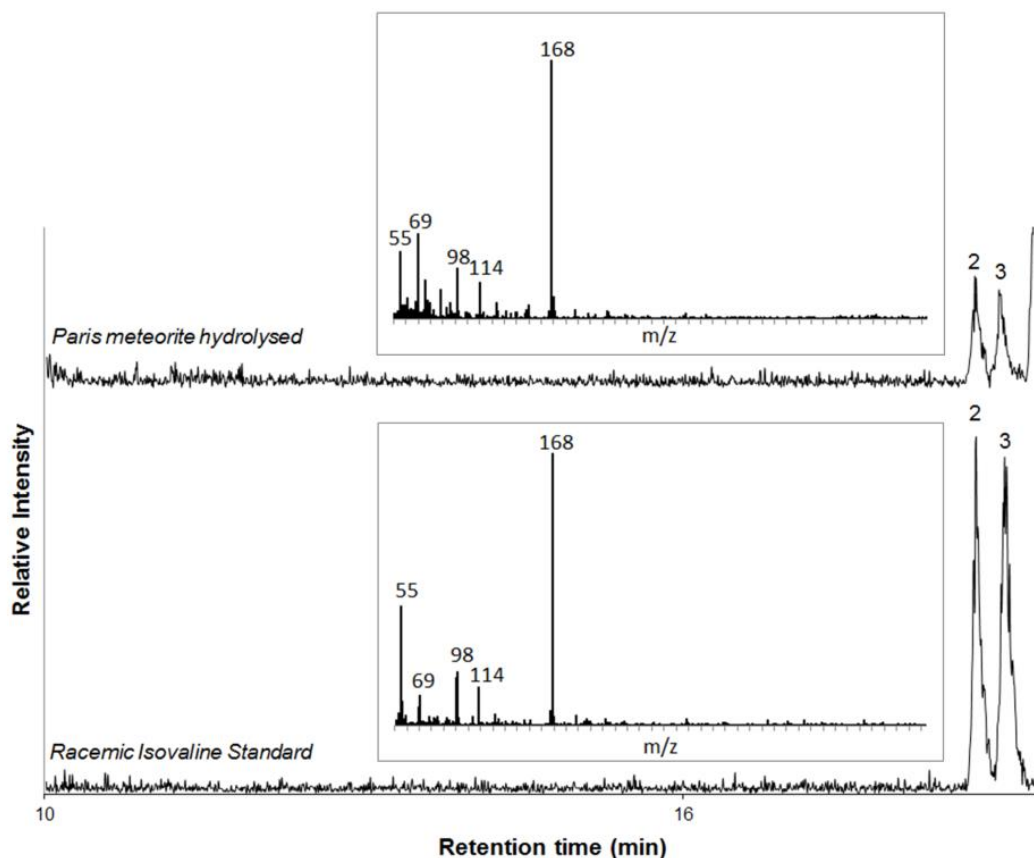 168
69
55
98
114
m/z
2
3
Paris meteorite hydrolysed
168
55
98
69
114
m/z
2
3
Racemic Isovaline Standard
10
16
Retention time (min)
Relative Intensity